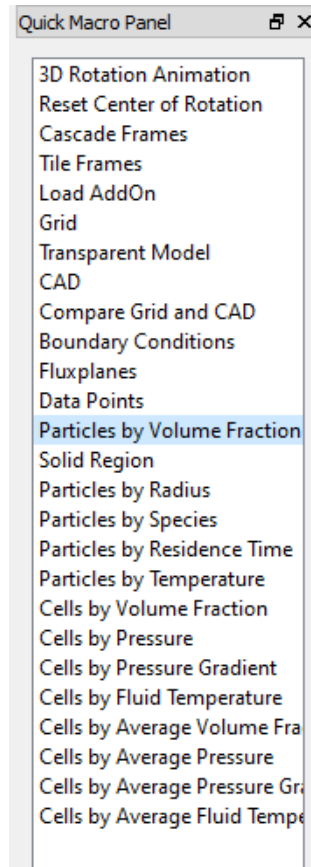 Quick Macro Panel
3D Rotation Animation
Reset Center of Rotation
Cascade Frames
Tile Frames
Load AddOn
Grid
Transparent Model
CAD
Compare Grid and CAD
Boundary Conditions
Fluxplanes
Data Points
Particles by Volume Fraction
Solid Region
Particles by Radius
Particles by Species
Particles by Residence Time
Particles by Temperature
Cells by Volume Fraction
Cells by Pressure
Cells by Pressure Gradient
Cells by Fluid Temperature
Cells by Average Volume Fra
Cells by Average Pressure
Cells by Average Pressure Gra
Cells by Average Fluid Tempe